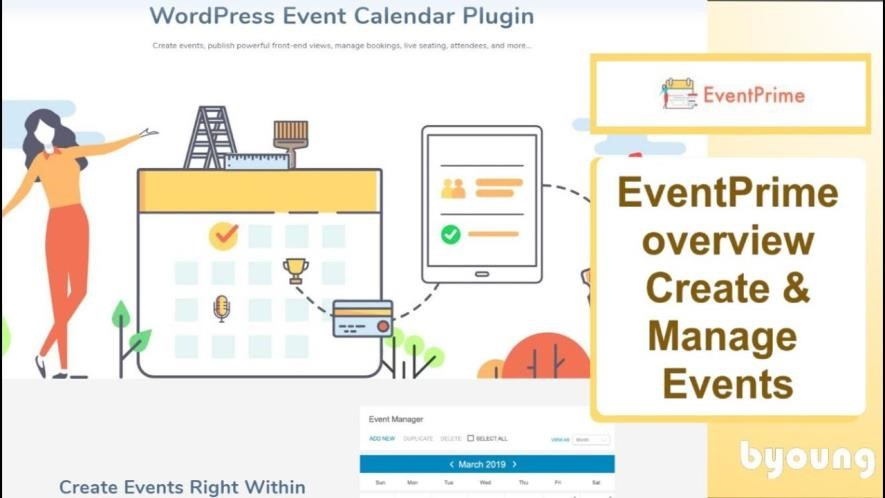 WordPress Event Calendar Plugin
Create events, publish powerful front-end views, manage bookings, live seating, attendees, and more...
EventPrime
EventPrime
overview
Create &
Manage
Events
Event Manager
ADD NEW DUPLICATE DELETE SELECT ALL VIEW AS Month
< March 2019 >
Sun Mon Tue Wed Thu Fri Sat
Create Events Right Within
byoung